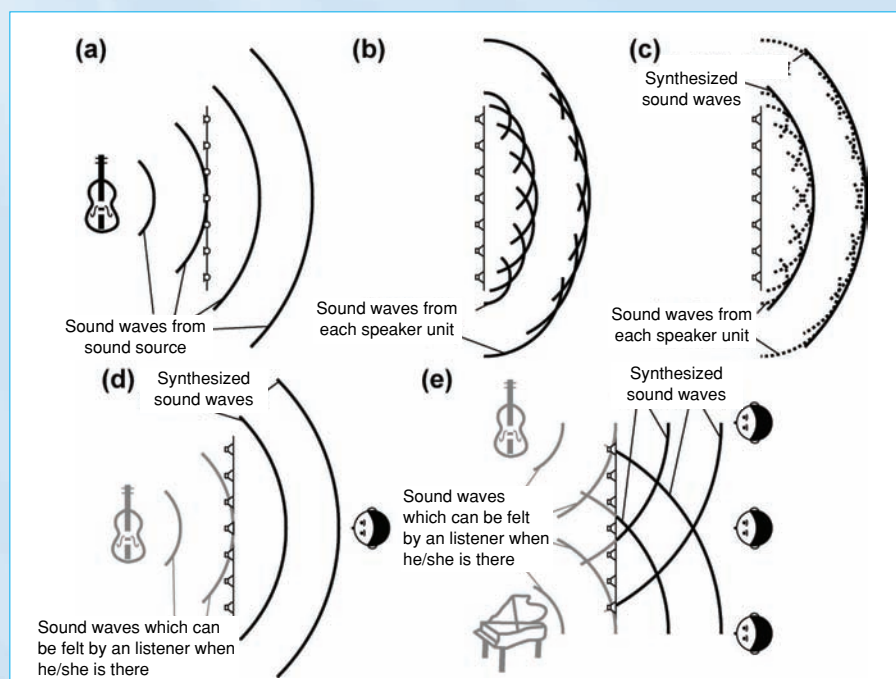 (a)
Sound waves from
sound source
(b)
Sound waves from
each speaker unit
(c)
Synthesized
sound waves
Sound waves from
each speaker unit
(d)
Synthesized
sound waves
Sound waves which can
be felt by an listener when
he/she is there
(e)
Synthesized
sound waves
Sound waves
which can be felt
by an listener when
he/she is there